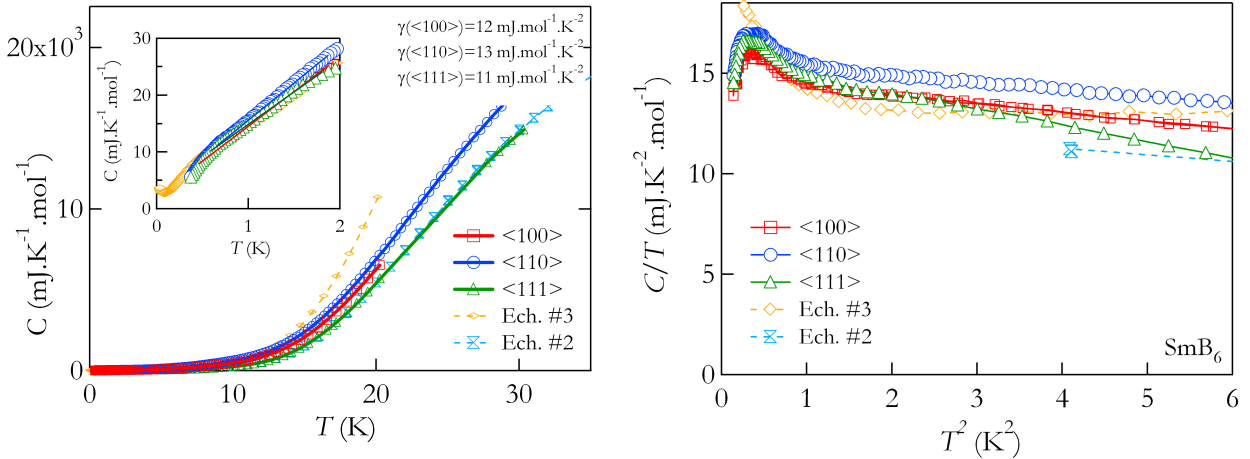 20x10³
10
0
C (mJ.K⁻¹.mol⁻¹)
0
10
20
30
T (K)
γ(<100>)=12 mJ.mol⁻¹.K⁻²
γ(<110>)=13 mJ.mol⁻¹.K⁻²
γ(<111>)=11 mJ.mol⁻¹.K⁻²
30
20
10
0
C (mJ.K⁻¹.mol⁻¹)
0
1
2
T (K)
<100>
<110>
<111>
Ech. #3
Ech. #2
15
10
5
0
C/T (mJ.K⁻².mol⁻¹)
0
1
2
3
4
5
6
T² (K²)
<100>
<110>
<111>
Ech. #3
Ech. #2
SmB₆